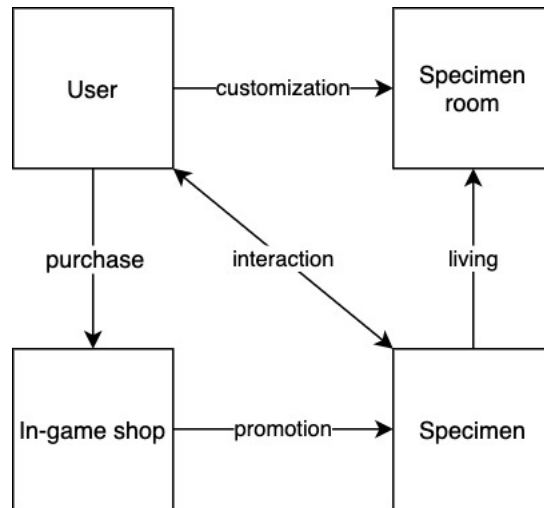 User
customization
Specimen
room
purchase
interaction
living
In-game shop
promotion
Specimen